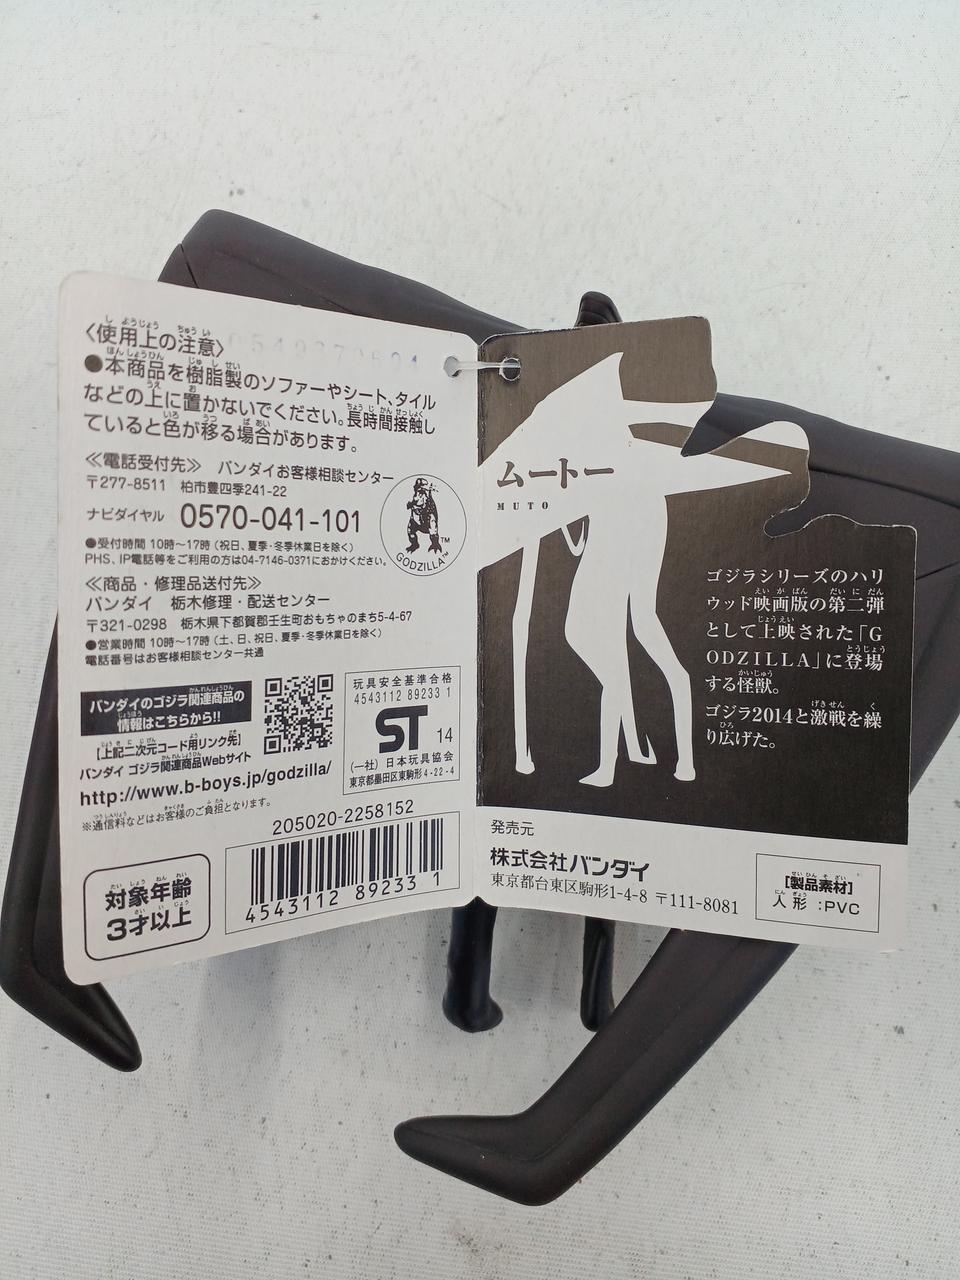 〈使用上の注意〉
●本商品を樹脂製のソファーやシート、タイル
などの上に置かないでください。長時間接触し
ていると色が移る場合があります。
≪電話受付先≫ バンダイお客様相談センター
〒277-8511 柏市豊四季241-22
ナビダイヤル 0570-041-101
●受付時間 10時〜17時（祝日、夏季・冬季休業日を除く）
PHS、IP電話等をご利用の方は04-7146-0371におかけください。
GODZILLA™
TM
≪商品・修理品送付先≫
バンダイ 栃木修理・配送センター
〒321-0298 栃木県下都賀郡壬生町おもちゃのまち5-4-67
●営業時間 10時〜17時（土、日、祝日、夏季・冬季休業日を除く）
電話番号はお客様相談センター共通
バンダイのゴジラ関連商品の
情報はこちらから!!
[上記二次元コード用リンク先]
バンダイ ゴジラ関連商品Webサイト
http://www.b-boys.jp/godzilla/
※通信料などはお客様のご負担となります。
玩具安全基準合格
4543112 89233 1
ST 14
(一社) 日本玩具協会
東京都墨田区東駒形4-22-4
対象年齢
3才以上
205020-2258152
4543112 89233 1
ムートー
MUTO
ゴジラシリーズのハリ
ウッド映画版の第二弾
として上映された「G
ODZILLA」に登場
する怪獣。
ゴジラ2014と激戦を繰
り広げた。
発売元
株式会社バンダイ
東京都台東区駒形1-4-8 〒111-8081
[製品素材]
人形 :PVC